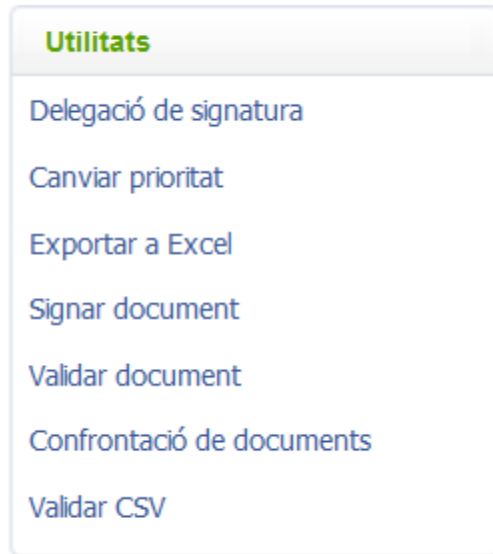 Utilitats
Delegació de signatura
Canviar prioritat
Exportar a Excel
Signar document
Validar document
Confrontació de documents
Validar CSV